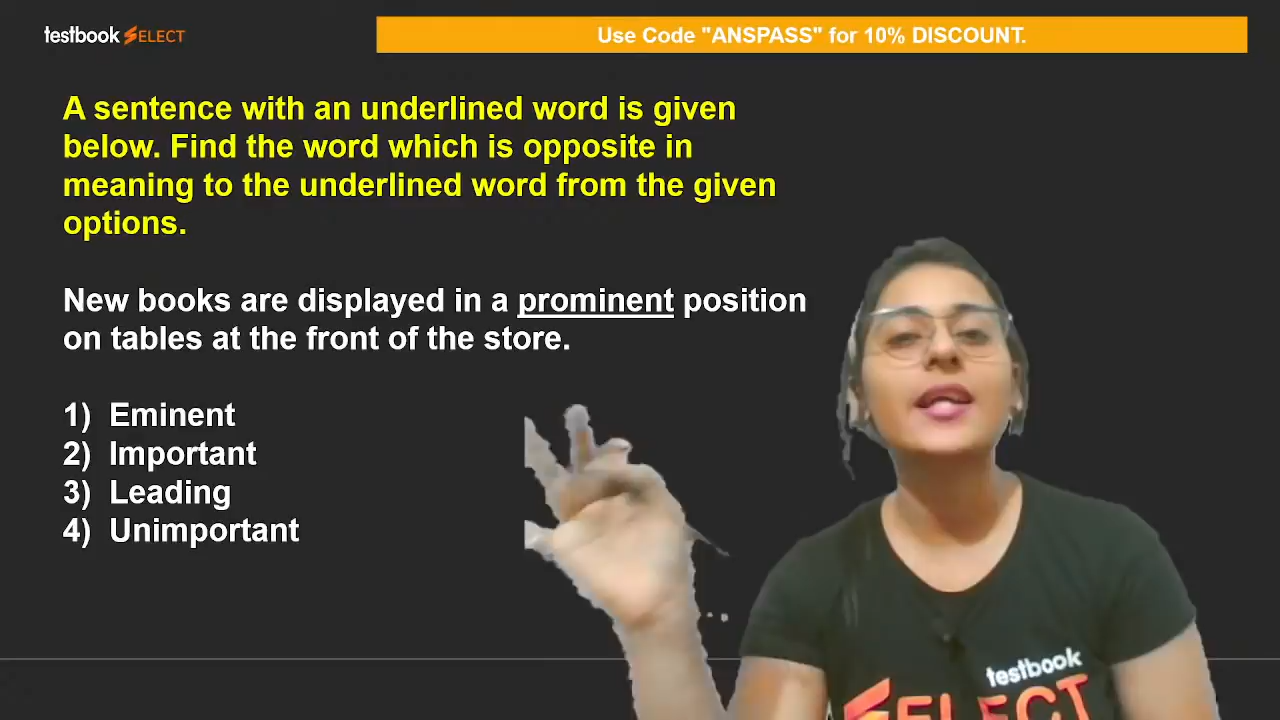 testbook SELECT
Use Code "ANSPASS" for 10% DISCOUNT.
A sentence with an underlined word is given
below. Find the word which is opposite in
meaning to the underlined word from the given
options.
New books are displayed in a prominent position
on tables at the front of the store.
1) Eminent
2) Important
3) Leading
4) Unimportant
testbook
SELECT